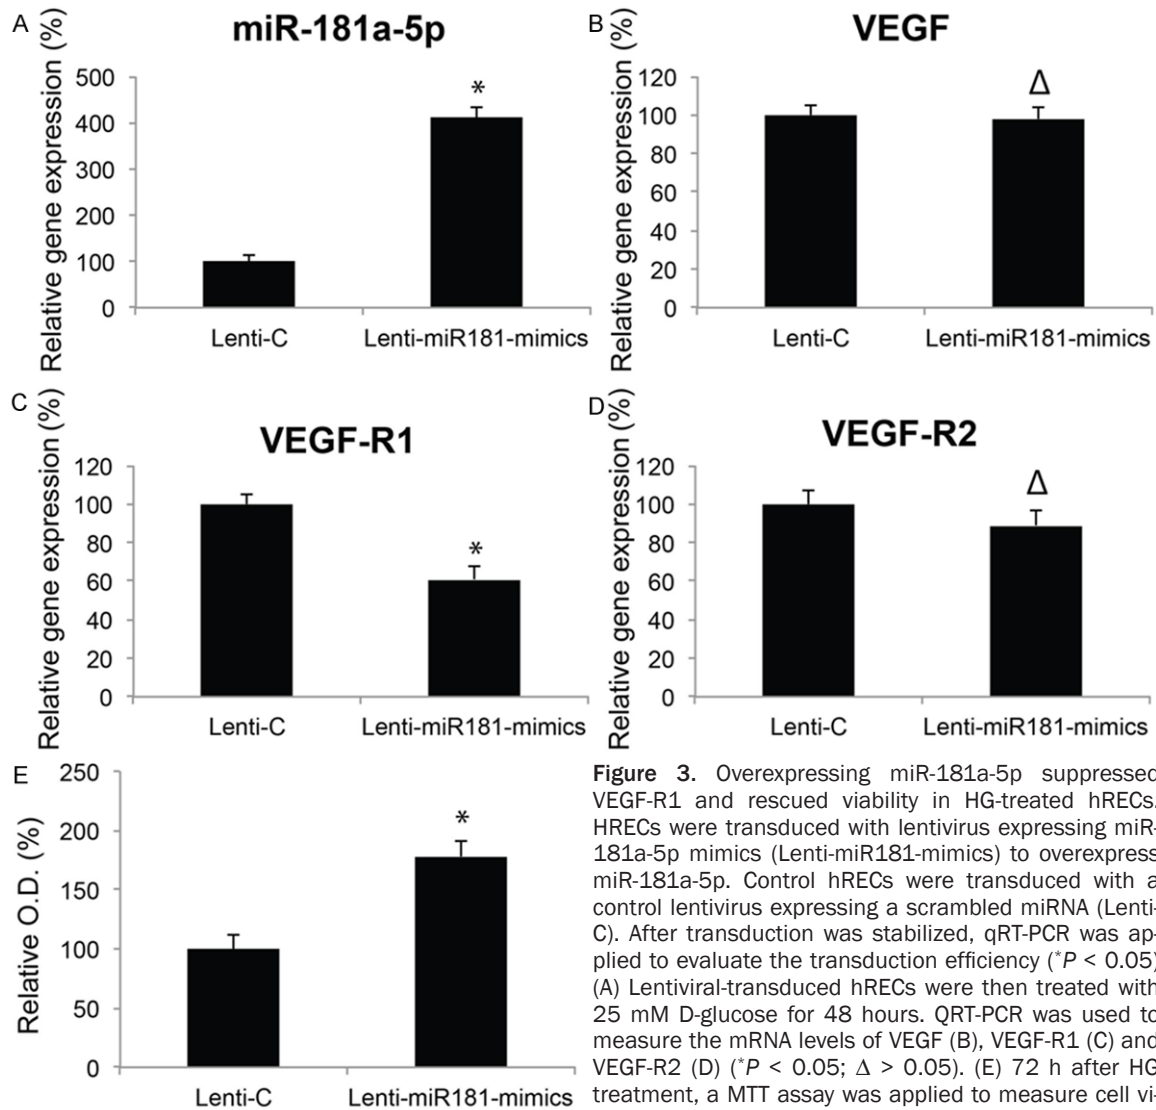 A
miR-181a-5p
Relative gene expression (%)
500
400
300
200
100
0
*
Lenti-C
Lenti-miR181-mimics
B
VEGF
Relative gene expression (%)
120
100
80
60
40
20
0
Δ
Lenti-C
Lenti-miR181-mimics
C
VEGF-R1
Relative gene expression (%)
120
100
80
60
40
20
0
*
Lenti-C
Lenti-miR181-mimics
D
VEGF-R2
Relative gene expression (%)
120
100
80
60
40
20
0
Δ
Lenti-C
Lenti-miR181-mimics
E
Relative O.D. (%)
250
200
150
100
50
0
*
Lenti-C
Lenti-miR181-mimics
Figure 3. Overexpressing miR-181a-5p suppressed
VEGF-R1 and rescued viability in HG-treated hRECs.
HRECs were transduced with lentivirus expressing miR-
181a-5p mimics (Lenti-miR181-mimics) to overexpress
miR-181a-5p. Control hRECs were transduced with a
control lentivirus expressing a scrambled miRNA (Lenti-
C). After transduction was stabilized, qRT-PCR was ap-
plied to evaluate the transduction efficiency (*P < 0.05)
(A) Lentiviral-transduced hRECs were then treated with
25 mM D-glucose for 48 hours. QRT-PCR was used to
measure the mRNA levels of VEGF (B), VEGF-R1 (C) and
VEGF-R2 (D) (*P < 0.05; Δ > 0.05). (E) 72 h after HG
treatment, a MTT assay was applied to measure cell vi-